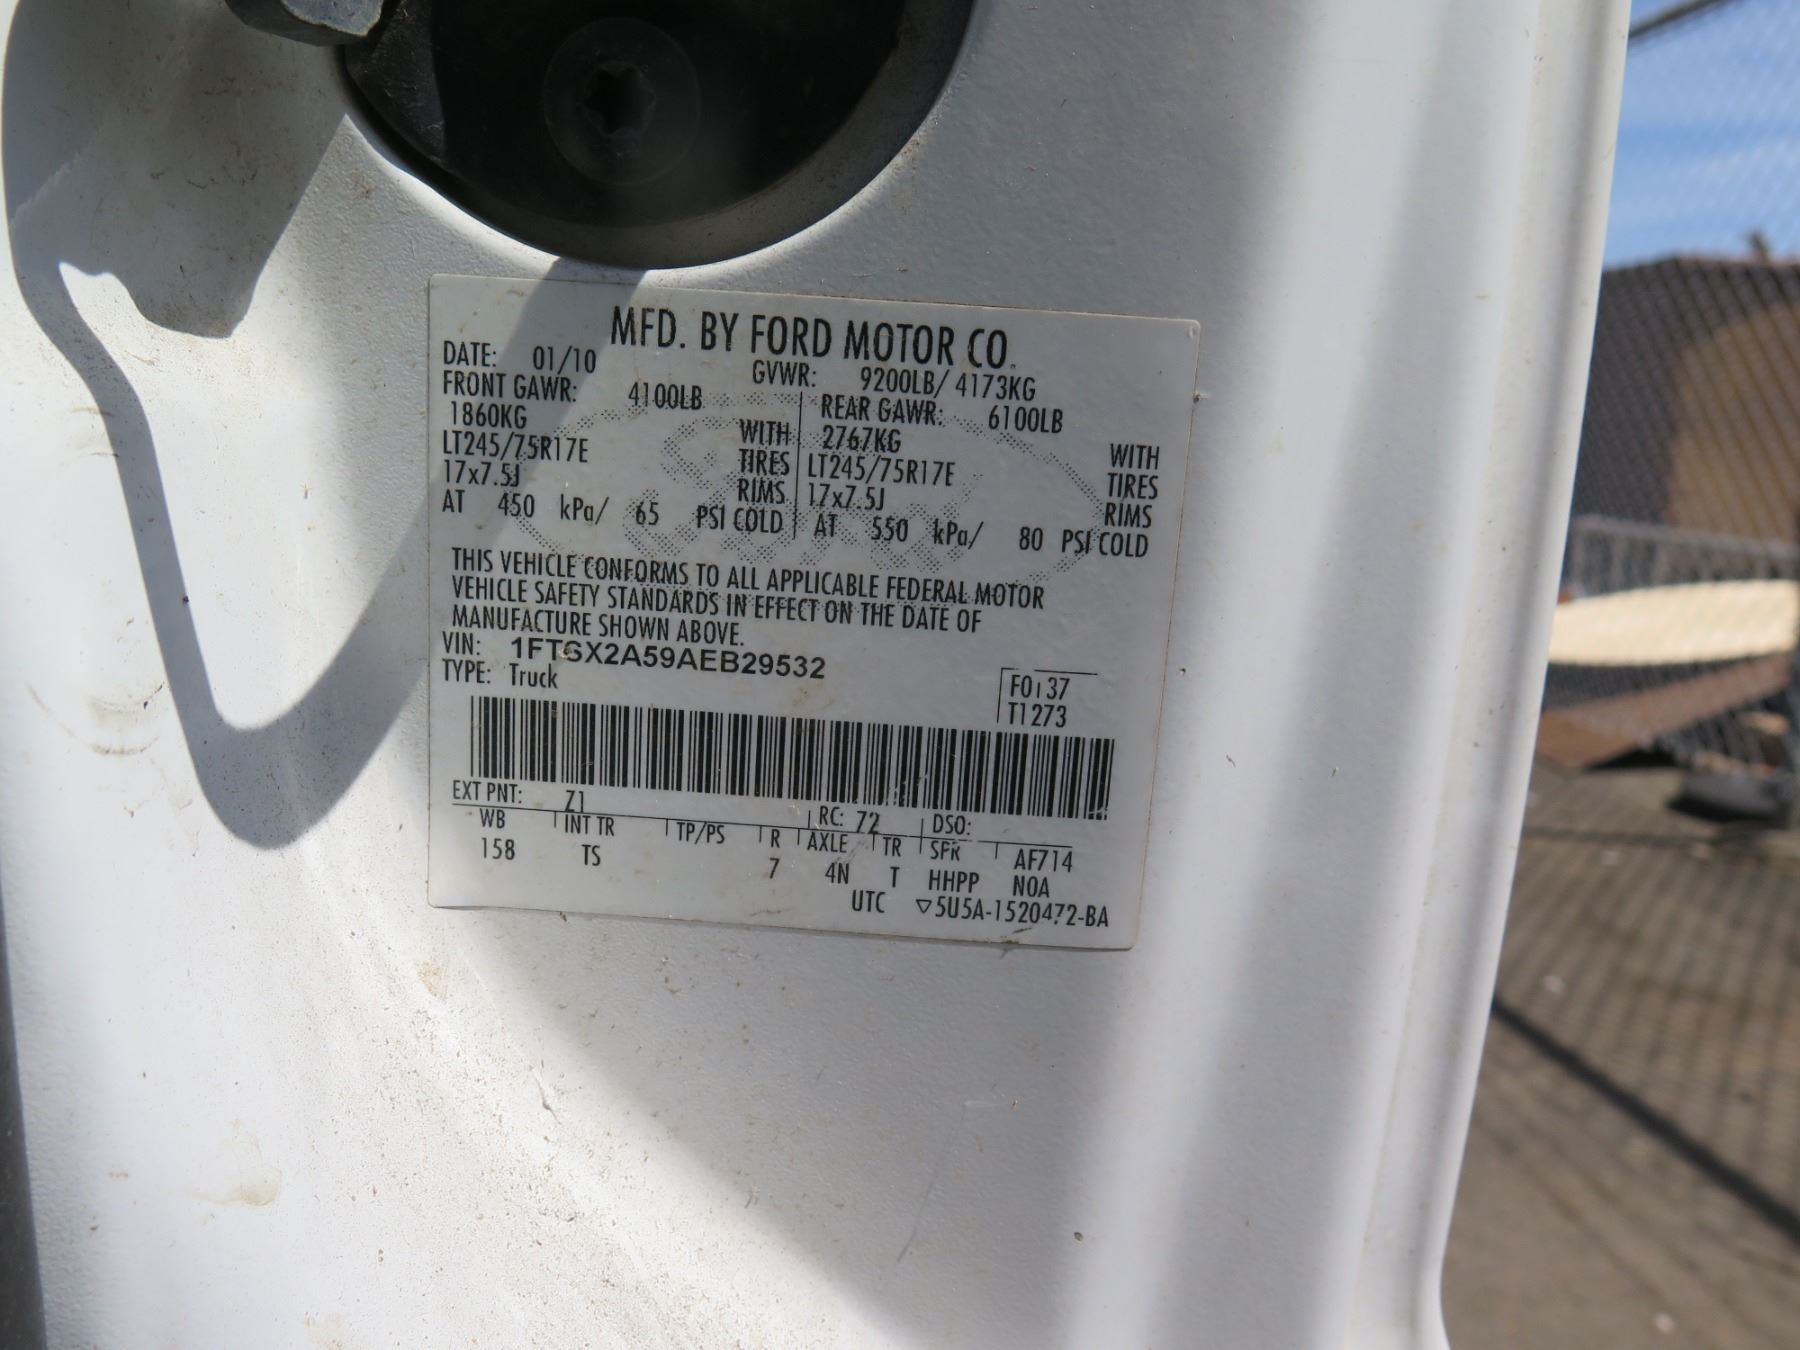 MFD. BY FORD MOTOR CO.
DATE: 01/10 GVWR: 9200LB/ 4173KG
FRONT GAWR: 4100LB REAR GAWR: 6100LB
1860KG WITH 2767KG WITH
LT245/75R17E TIRES LT245/75R17E TIRES
17x7.5J RIMS 17x7.5J RIMS
AT 450 kPa/ 65 PSI COLD AT 550 kPa/ 80 PSI COLD
THIS VEHICLE CONFORMS TO ALL APPLICABLE FEDERAL MOTOR
VEHICLE SAFETY STANDARDS IN EFFECT ON THE DATE OF
MANUFACTURE SHOWN ABOVE.
VIN: 1FTSX2A59AEB29532
TYPE: Truck
F0137
T1273
EXT PNT: Z1 RC: 72 DSO:
WB INT TR TP/PS R AXLE TR SPR AF714
158 TS 7 4N T HHPP N0A
UTC ▽5U5A-1520472-BA